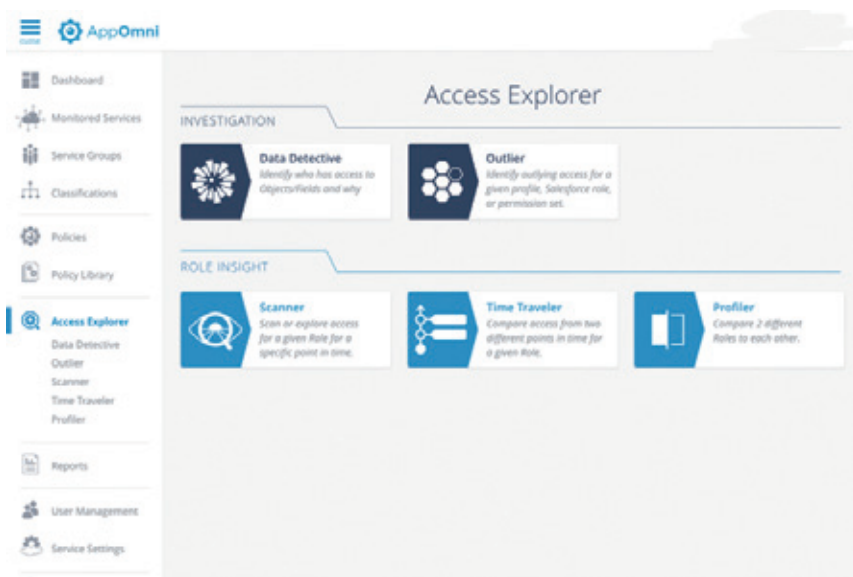 AppOmni
Dashboard
Monitored Services
Service Groups
Classifications
Policies
Policy Library
Access Explorer
Data Detective
Outlier
Scanner
Time Traveler
Profiler
Reports
User Management
Service Settings
Access Explorer
INVESTIGATION
Data Detective
Identify who has access to
Objects/Fields and why
Outlier
Identify outlying access for a
given profile, Salesforce role,
or permission set.
ROLE INSIGHT
Scanner
Scan or explore access
for a given Role for a
specific point in time.
Time Traveler
Compare access from two
different points in time for
a given Role.
Profiler
Compare 2 different
Roles to each other.